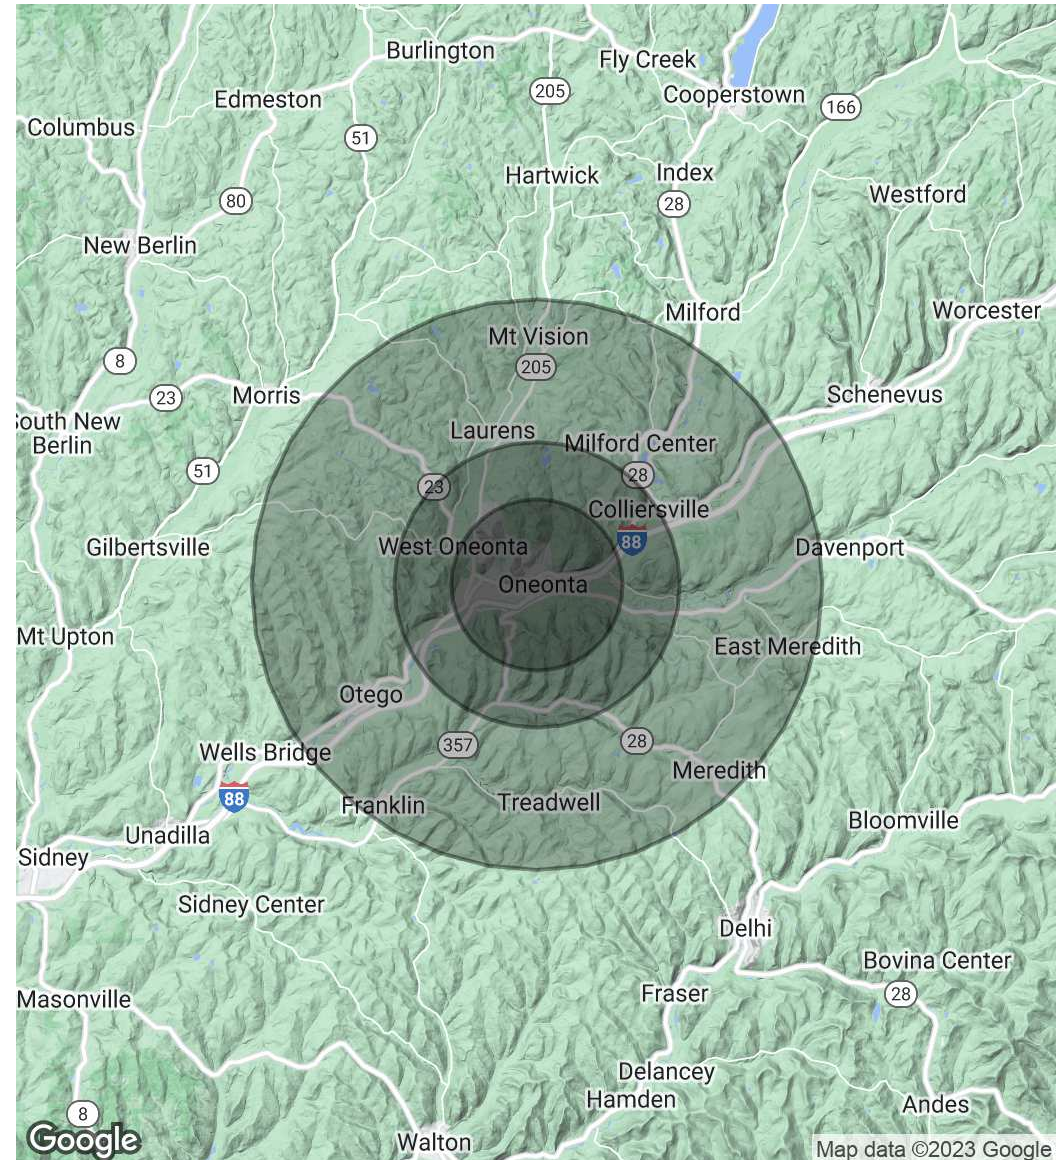 Burlington
Fly Creek
205
Edmeston
Cooperstown
166
Columbus
51
Hartwick
Index
80
28
Westford
New Berlin
Milford
Worcester
Mt Vision
8
205
23
Morris
Schenevus
South New
Berlin
Laurens
Milford Center
51
23
28
Colliersville
Gilbertsville
West Oneonta
88
Davenport
Oneonta
Mt Upton
East Meredith
Otego
357
28
Wells Bridge
Meredith
88
Franklin
Treadwell
Unadilla
Bloomville
Sidney
Sidney Center
Delhi
Bovina Center
Masonville
Fraser
28
Delancey
Hamden
8
Andes
Google
Walton
Map data ©2023 Google